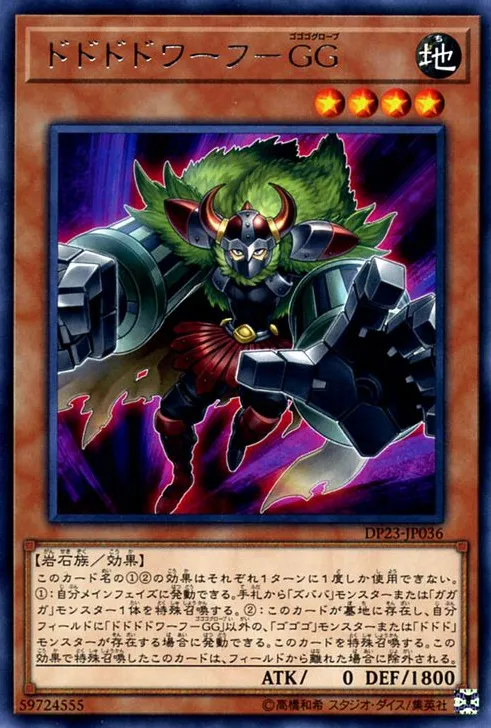 ゴゴゴグローブ
ドドドドワーフ－GG
地
DP23-JP036
【岩石族／効果】
このカード名の①②の効果はそれぞれ1ターンに1度しか使用できない。
①：自分メインフェイズに発動できる。手札から「ズババ」モンスターまたは「ガガ
ガ」モンスター1体を特殊召喚する。②：このカードが墓地に存在し、自分
フィールドに「ドドドドワーフ－GG」以外の、「ゴゴゴ」モンスターまたは「ドドド」
モンスターが存在する場合に発動できる。このカードを特殊召喚する。この
効果で特殊召喚したこのカードは、フィールドから離れた場合に除外される。
ATK/ 0 DEF/1800
59724555
©高橋和希 スタジオ・ダイス/集英社